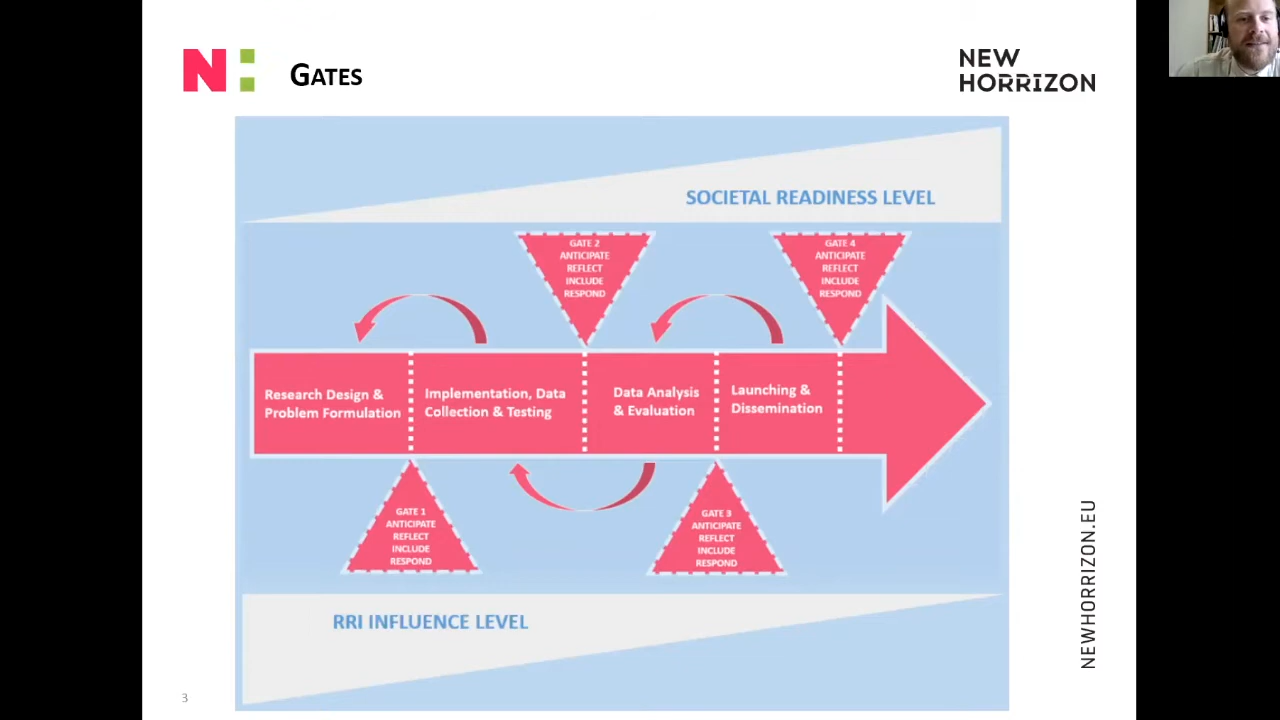 N:
GATES
NEW
HORRIZON
SOCIETAL READINESS LEVEL
GATE 2
ANTICIPATE
REFLECT
INCLUDE
RESPOND
GATE 4
ANTICIPATE
REFLECT
INCLUDE
RESPOND
Research Design &
Problem Formulation
Implementation, Data
Collection & Testing
Data Analysis
& Evaluation
Launching &
Dissemination
GATE 1
ANTICIPATE
REFLECT
INCLUDE
RESPOND
GATE 3
ANTICIPATE
REFLECT
INCLUDE
RESPOND
RRI INFLUENCE LEVEL
NEWHORRIZON.EU
3